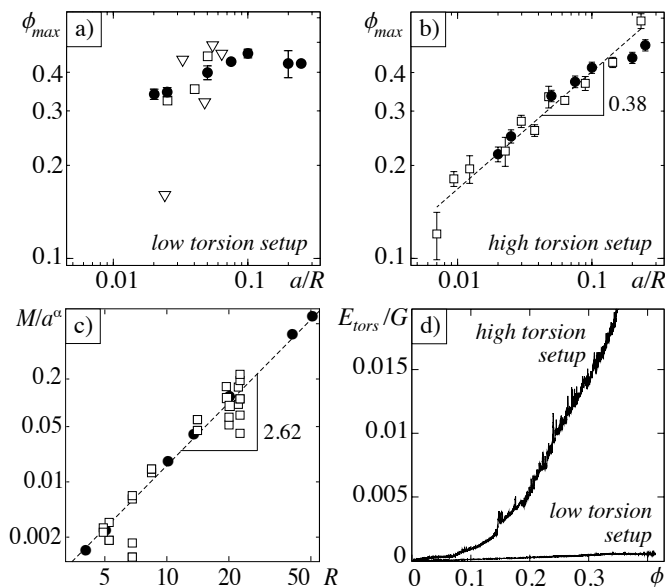 ϕmax a)
0.4
0.3
0.2
0.1
low torsion setup
0.01 0.1 a/R
ϕmax b)
0.4
0.3
0.2
0.1
0.38
high torsion setup
0.01 0.1 a/R
M/a^α c)
0.2
0.05
0.01
0.002
2.62
5 10 20 50 R
E_tors/G d)
high torsion
setup
0.015
0.01
0.005
0
low torsion
setup
0 0.1 0.2 0.3 ϕ